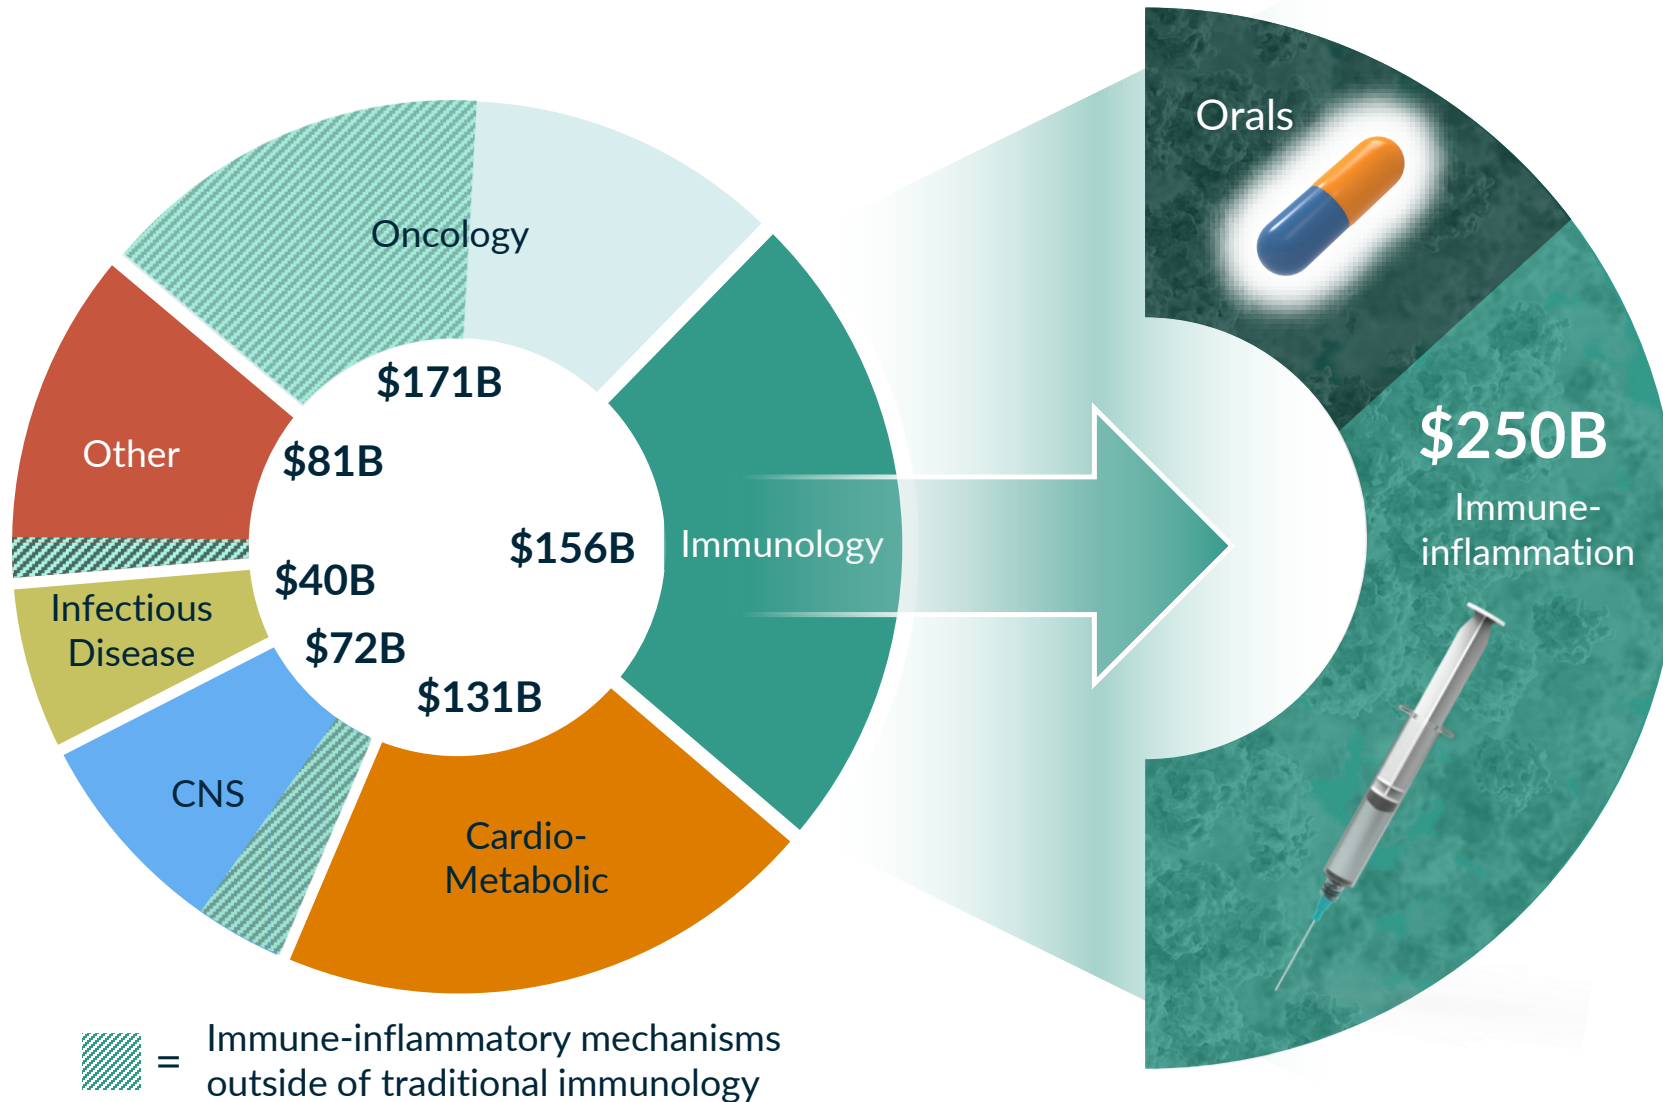 Oncology
$171B
Other
$81B
Immunology
$156B
Infectious
Disease
$40B
CNS
$72B
Cardio-
Metabolic
$131B
Orals
$250B
Immune-
inflammation
= Immune-inflammatory mechanisms
outside of traditional immunology